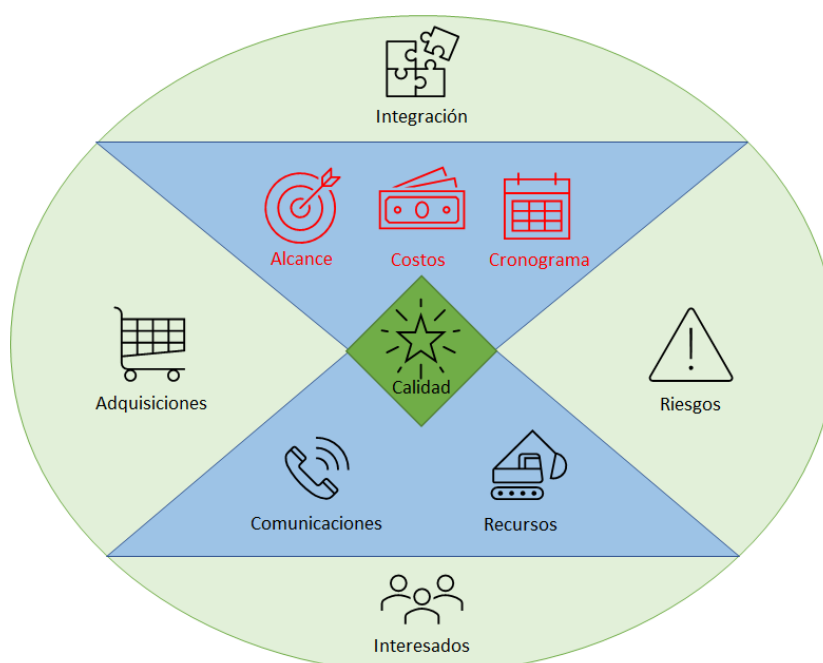 Integración
Alcance
Costos
Cronograma
Calidad
Adquisiciones
Riesgos
Comunicaciones
Recursos
Interesados